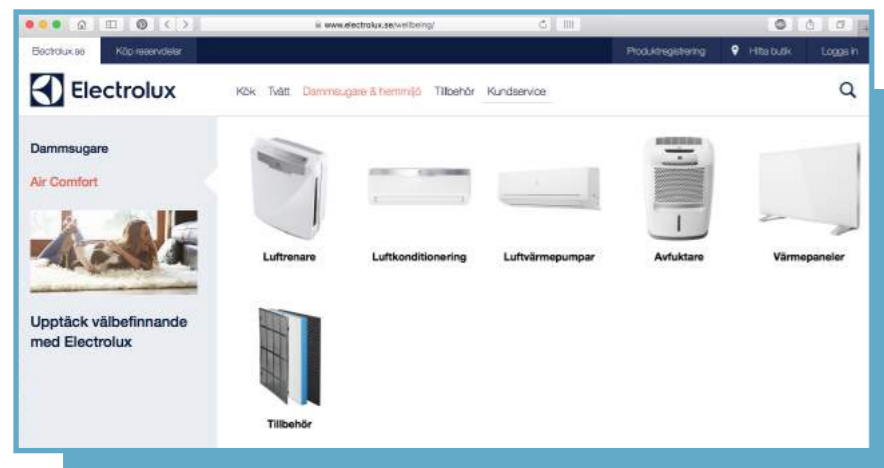 www.electrolux.se/wellbeing/
Electrolux.se Köp reservdelar Produktregistrering Hitta butik Logga in
Electrolux Kök Tvätt Dammsugare & hemmiljö Tillbehör Kundservice
Dammsugare
Air Comfort
Luftrenare Luftkonditionering Luftvärmepumpar Avfuktare Värmepaneler
Upptäck välbefinnande
med Electrolux
Tillbehör